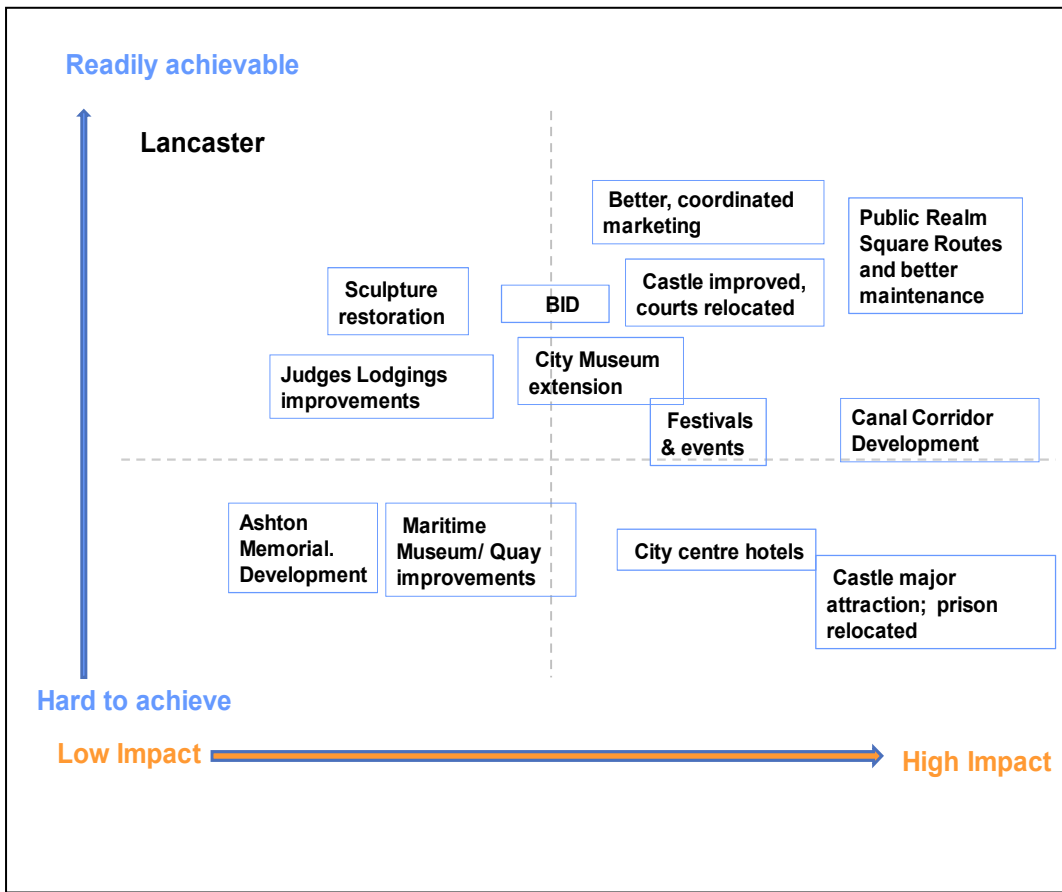 Readily achievable
Lancaster
Better, coordinated
marketing
Public Realm
Square Routes
and better
maintenance
Sculpture
restoration
BID
Castle improved,
courts relocated
Judges Lodgings
improvements
City Museum
extension
Festivals
& events
Canal Corridor
Development
Ashton
Memorial.
Development
Maritime
Museum/ Quay
improvements
City centre hotels
Castle major
attraction; prison
relocated
Hard to achieve
Low Impact
High Impact